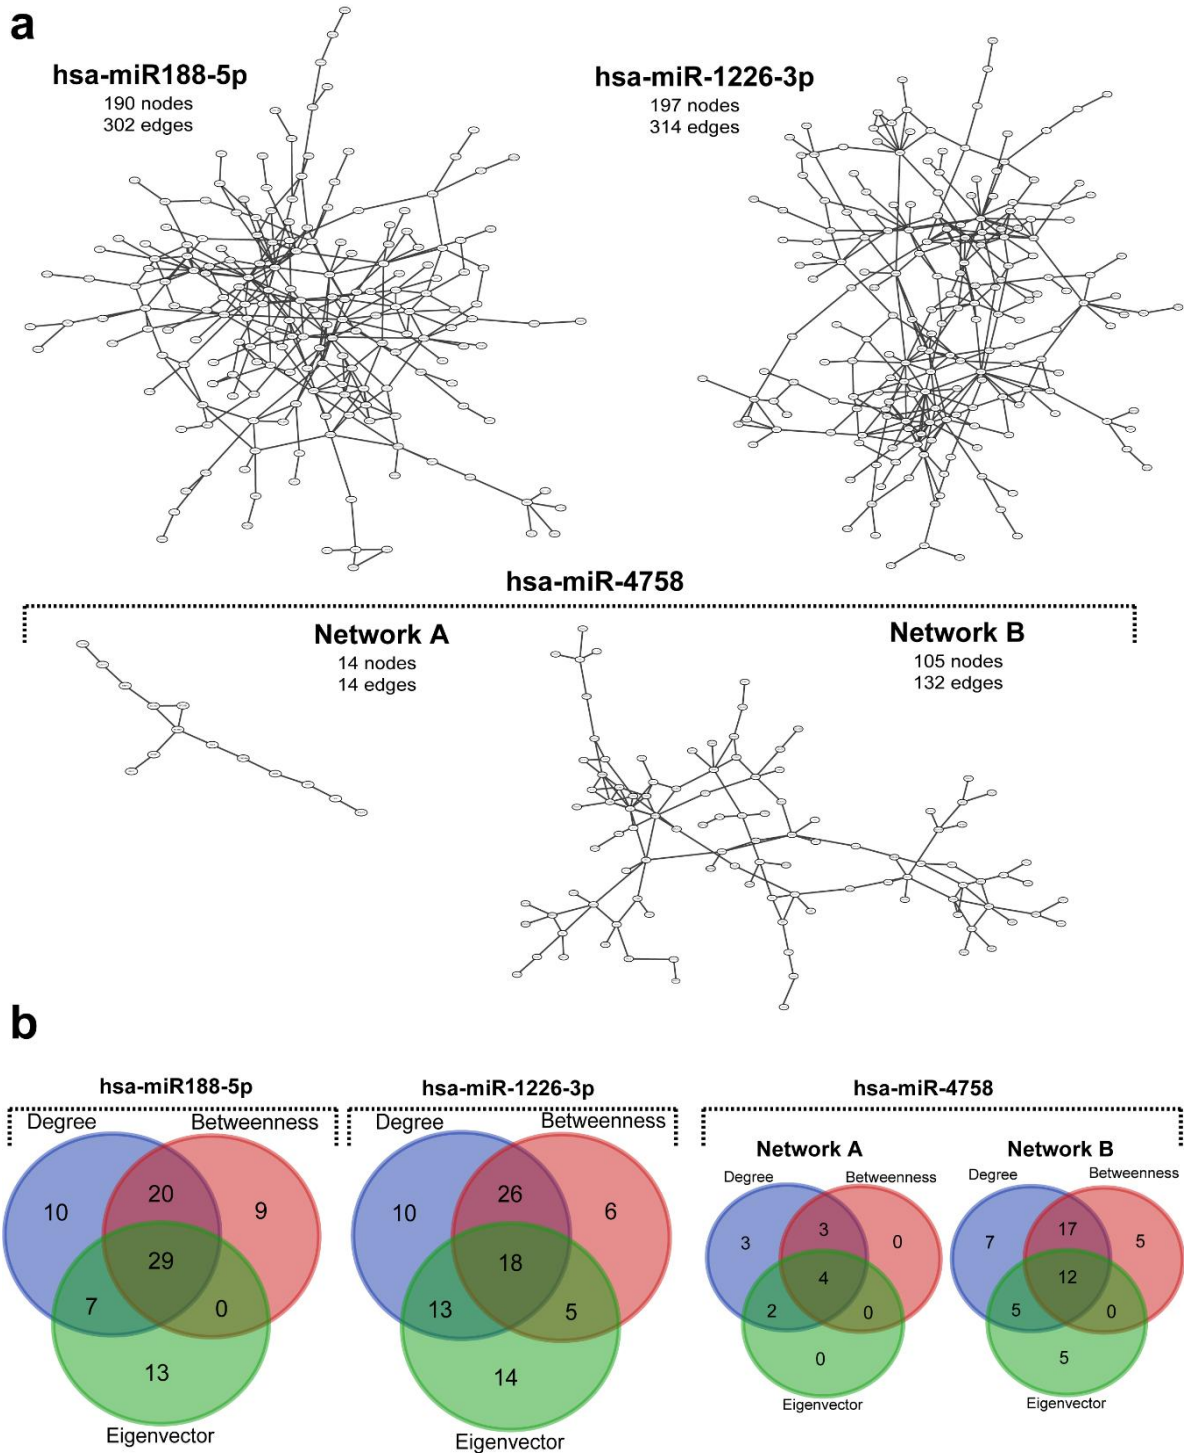 a
hsa-miR188-5p
190 nodes
302 edges
hsa-miR-1226-3p
197 nodes
314 edges
hsa-miR-4758
Network A
14 nodes
14 edges
Network B
105 nodes
132 edges
b
hsa-miR188-5p
Degree
Betweenness
10
20
9
29
7
0
13
Eigenvector
hsa-miR-1226-3p
Degree
Betweenness
10
26
6
18
13
5
14
Eigenvector
hsa-miR-4758
Network A
Degree
Betweenness
3
3
0
4
2
0
0
Eigenvector
Network B
Degree
Betweenness
7
17
5
12
5
0
5
Eigenvector